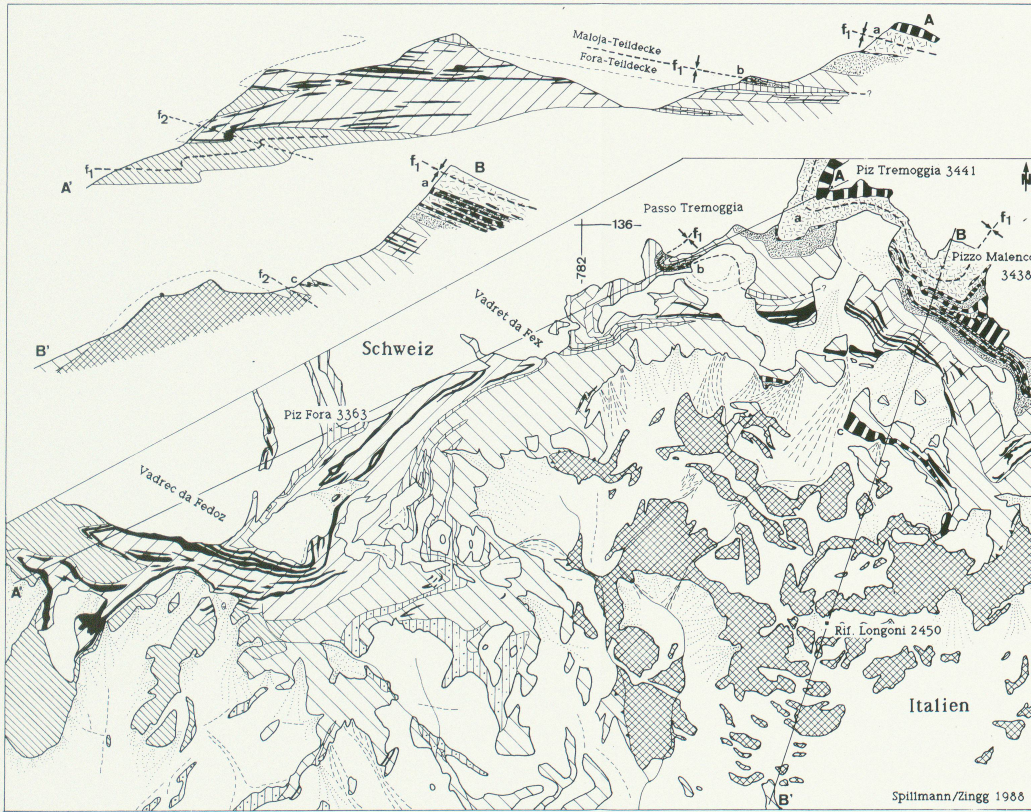 A
f1
a
Maloja-Teildecke
f1
b
Fora-Teildecke
?
f2
f1
A'
f1
B
a
f2
c
B'
N
A
Piz Tremoggia 3441
Passo Tremoggia
136
782
f1
a
b
B
f1
Pizzo Malenco
3438
Vadret da Fex
Schweiz
Piz Fora 3363
Vadrec da Fedoz
c
A'
Rif. Longoni 2450
Italien
B'
Spillmann/Zingg 1988